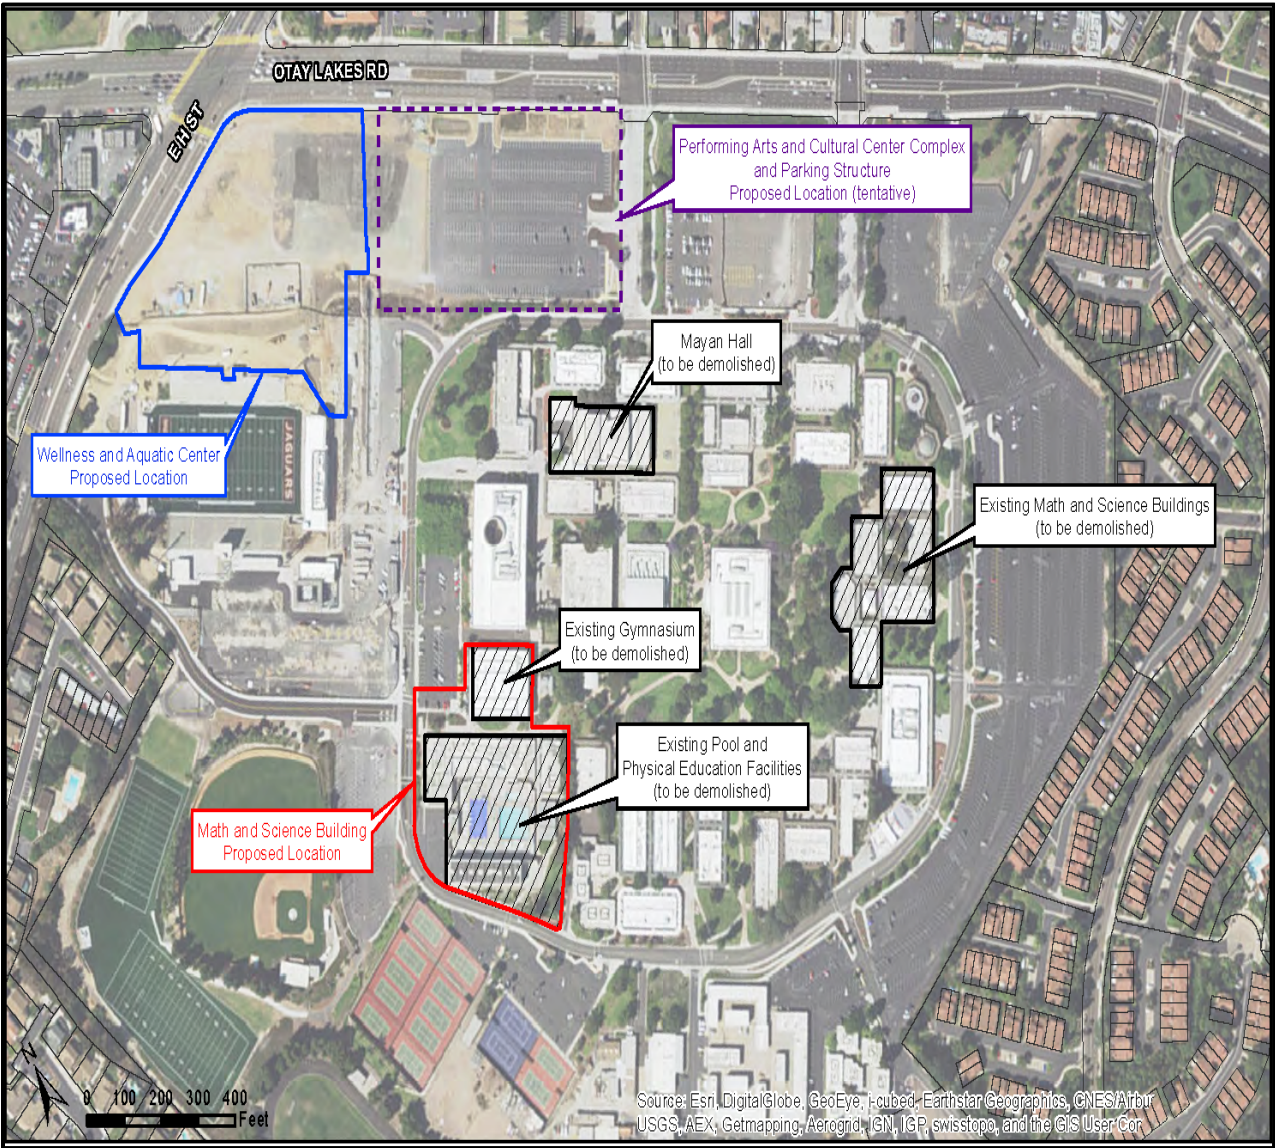 OTAY LAKES RD
E H ST
Performing Arts and Cultural Center Complex
and Parking Structure
Proposed Location (tentative)
Mayan Hall
(to be demolished)
Wellness and Aquatic Center
Proposed Location
JAGUARS
Existing Math and Science Buildings
(to be demolished)
Existing Gymnasium
(to be demolished)
Existing Pool and
Physical Education Facilities
(to be demolished)
Math and Science Building
Proposed Location
N
0 100 200 300 400
Feet
Source: Esri, DigitalGlobe, GeoEye, i-cubed, Earthstar Geographics, CNES/Airbu
USGS, AEX, Getmapping, Aerogrid, IGN, IGP, swisstopo, and the GIS User Cor